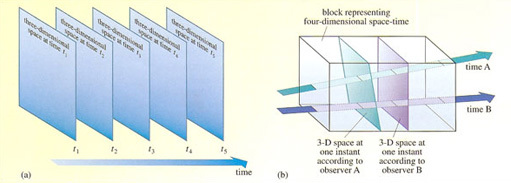 three-dimensional
space at time t₁
three-dimensional
space at time t₂
three-dimensional
space at time t₃
three-dimensional
space at time t₄
three-dimensional
space at time t₅
t₁
t₂
t₃
t₄
t₅
time
(a)
block representing
four-dimensional space-time
time A
time B
3-D space at
one instant
according to
observer A
3-D space at
one instant
according to
observer B
(b)